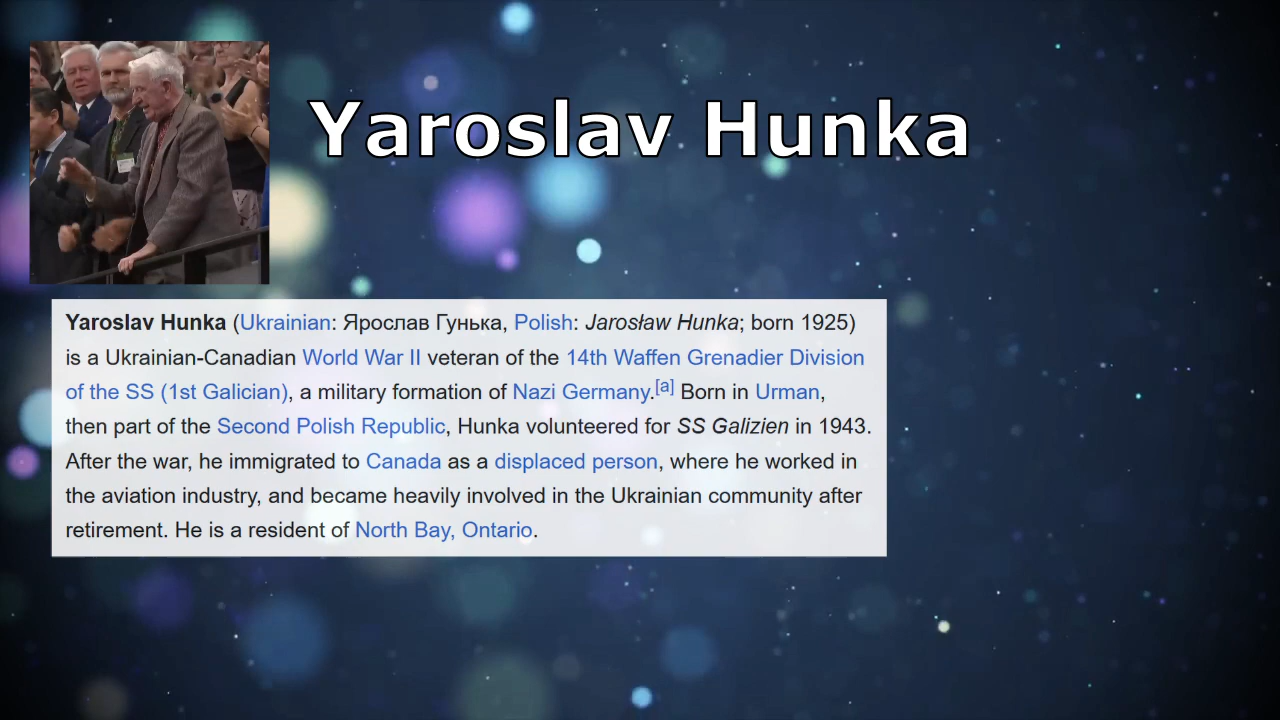 Yaroslav Hunka
Yaroslav Hunka (Ukrainian: Ярослав Гунька, Polish: Jarosław Hunka; born 1925)
is a Ukrainian-Canadian World War II veteran of the 14th Waffen Grenadier Division
of the SS (1st Galician), a military formation of Nazi Germany.[a] Born in Urman,
then part of the Second Polish Republic, Hunka volunteered for SS Galizien in 1943.
After the war, he immigrated to Canada as a displaced person, where he worked in
the aviation industry, and became heavily involved in the Ukrainian community after
retirement. He is a resident of North Bay, Ontario.